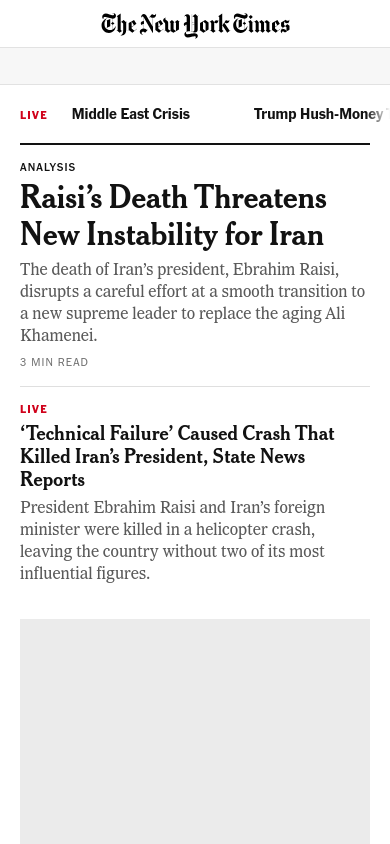 The New York Times
LIVE Middle East Crisis Trump Hush-Money
ANALYSIS
Raisi’s Death Threatens
New Instability for Iran
The death of Iran’s president, Ebrahim Raisi,
disrupts a careful effort at a smooth transition to
a new supreme leader to replace the aging Ali
Khamenei.
3 MIN READ
LIVE
‘Technical Failure’ Caused Crash That
Killed Iran’s President, State News
Reports
President Ebrahim Raisi and Iran’s foreign
minister were killed in a helicopter crash,
leaving the country without two of its most
influential figures.